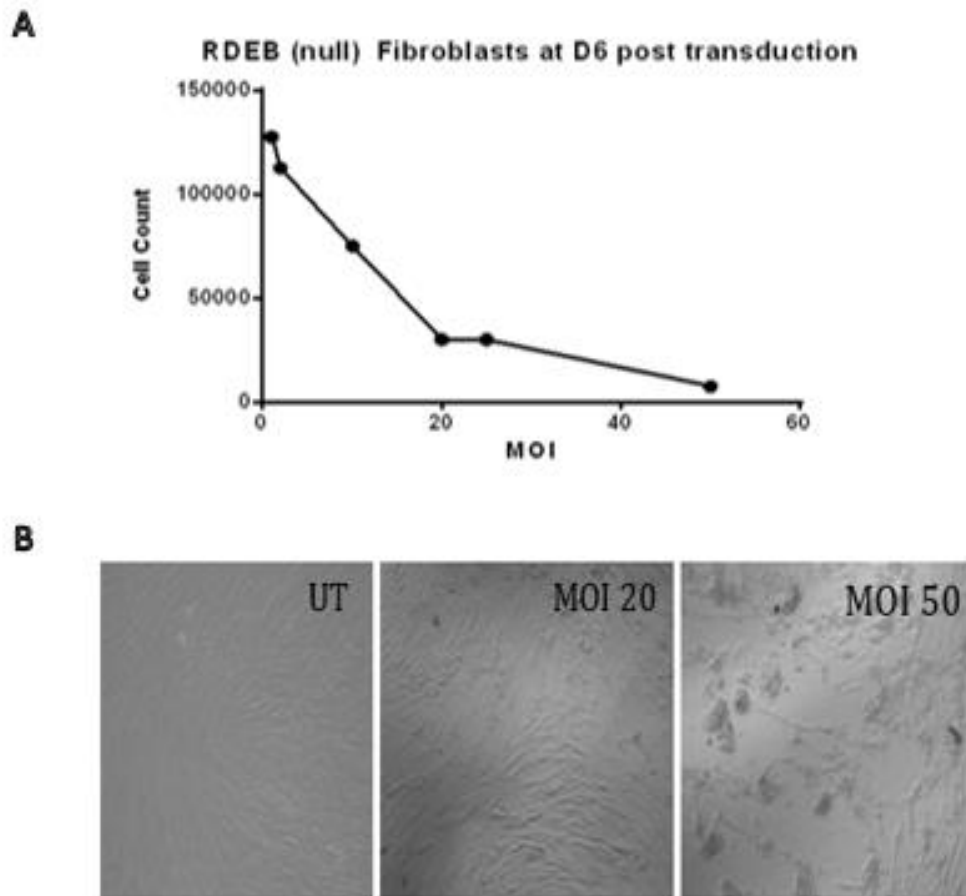 A
RDEB (null) Fibroblasts at D6 post transduction
150000
100000
50000
0
Cell Count
0 20 40 60
MOI
B
UT MOI 20 MOI 50